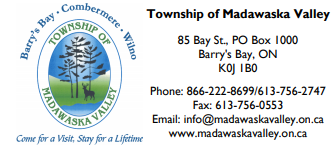 Barry's Bay • Combermere • Wilno
TOWNSHIP OF
MADAWASKA VALLEY
Come for a Visit, Stay for a Lifetime
Township of Madawaska Valley
85 Bay St., PO Box 1000
Barry's Bay, ON
K0J 1B0
Phone: 866-222-8699/613-756-2747
Fax: 613-756-0553
Email: info@madawaskavalley.on.ca
www.madawaskavalley.on.ca